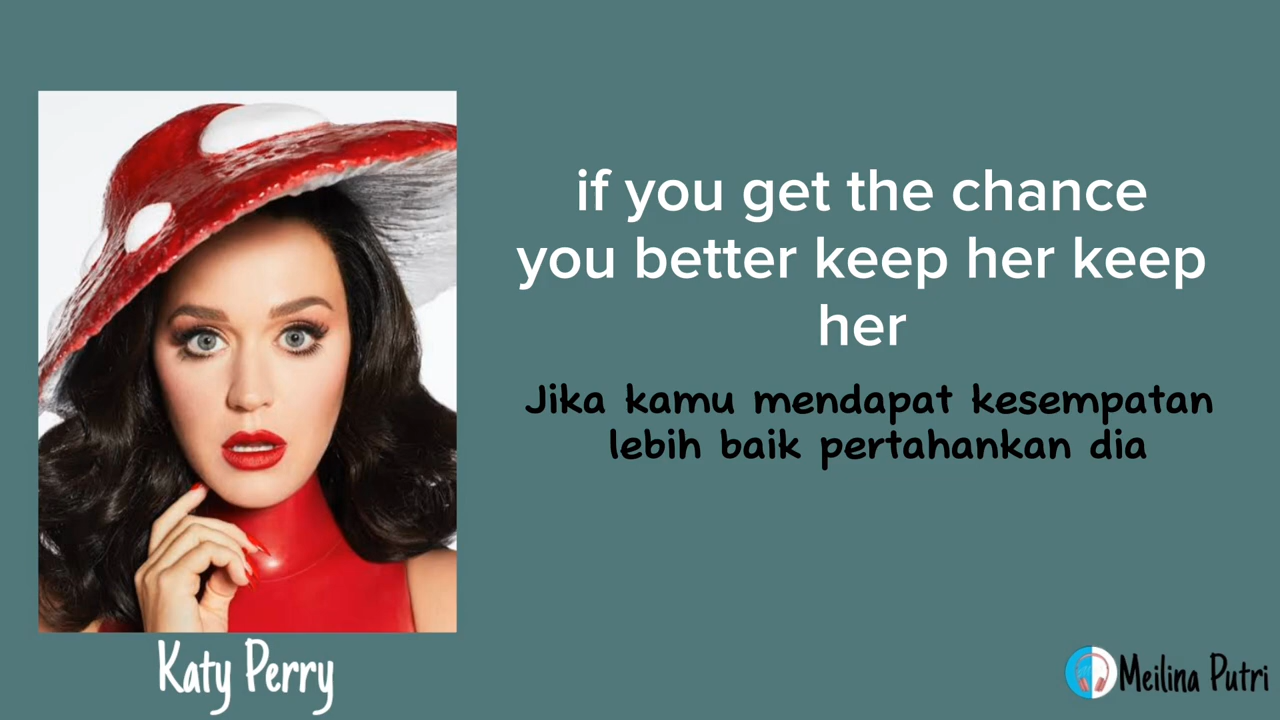 if you get the chance
you better keep her keep
her
Jika kamu mendapat kesempatan
lebih baik pertahankan dia
Katy Perry
Meilina Putri